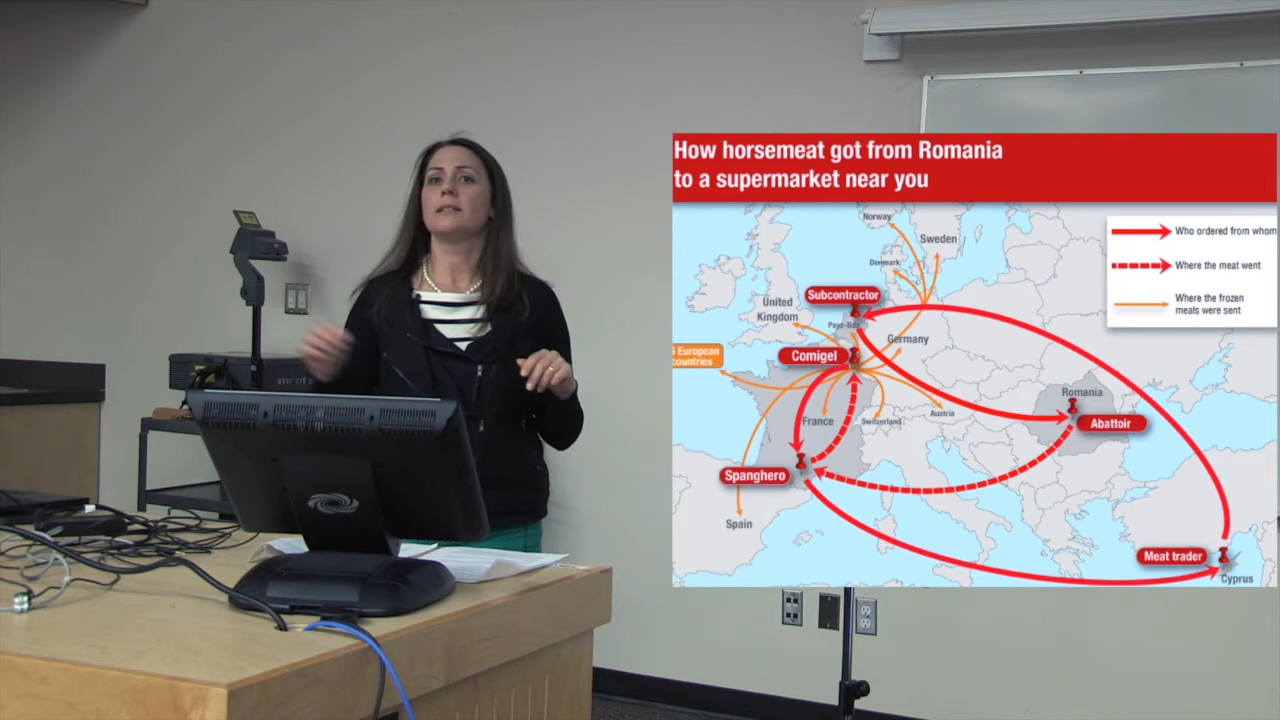 How horsemeat got from Romania
to a supermarket near you
Norway
Sweden
Denmark
Who ordered from whom
Where the meat went
Where the frozen
meals were sent
Subcontractor
United
Kingdom
Pays-Bas
Germany
European
countries
Comigel
Romania
Abattoir
France
Switzerland
Austria
Spanghero
Spain
Meat trader
Cyprus